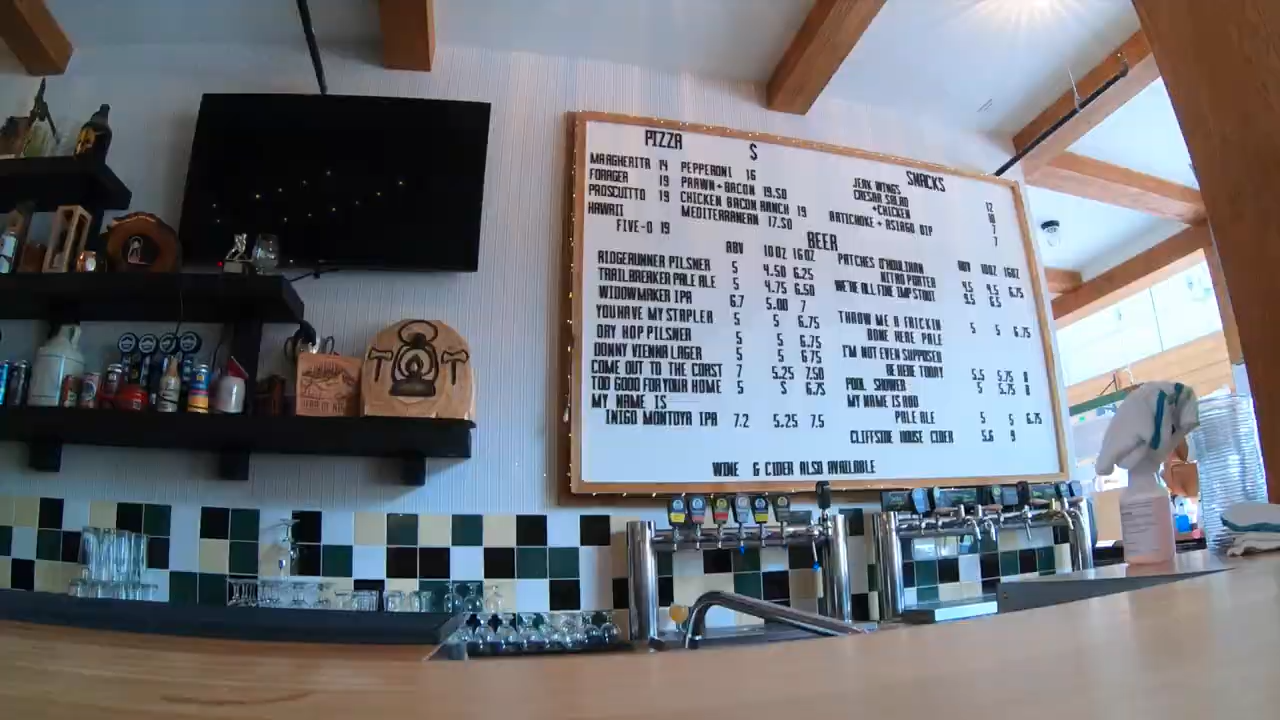 PIZZA $
MARGHERITA 14 PEPPERONI 16
FORAGER 19 PRAWN + BACON 19.50
PROSCIUTTO 19 CHICKEN BACON RANCH 19
HAWAII MEDITERRANEAN 17.50
FIVE-O 19
SNACKS
JERK WINGS 12
CAESAR SALAD 10
+CHICKEN 7
ARTICHOKE + ASIAGO DIP 7
BEER
ABV 10 OZ 16 OZ
RIDGERUNNER PILSNER 5 4.50 6.25
TRAILBREAKER PALE ALE 5 4.75 6.50
WIDOWMAKER IPA 6.7 5.00 7
YOU HAVE MY STAPLER 5 5 6.75
DRY HOP PILSNER 5 5 6.75
DONNY VIENNA LAGER 5 5 6.75
COME OUT TO THE COAST 7 5.25 7.50
TOO GOOD FOR YOUR HOME 5 5 6.75
MY NAME IS
INIGO MONTOYA IPA 7.2 5.25 7.5
ABV 10OZ 16OZ
PATCHES O'HOULIHAN
NITRO PORTER 4.5 4.5 6.75
WE'RE ALL FINE IMP STOUT 9.5 6.5
THROW ME A FRICKIN
BONE HERE PALE 5 5 6.75
I'M NOT EVEN SUPPOSED
BE HERE TODAY 5.5 5.75 8
POOL SHOWER 5 5.75 8
MY NAME IS ROD
PALE ALE 5 5 6.75
CLIFFSIDE HOUSE CIDER 5.6 9
WINE & CIDER ALSO AVAILABLE